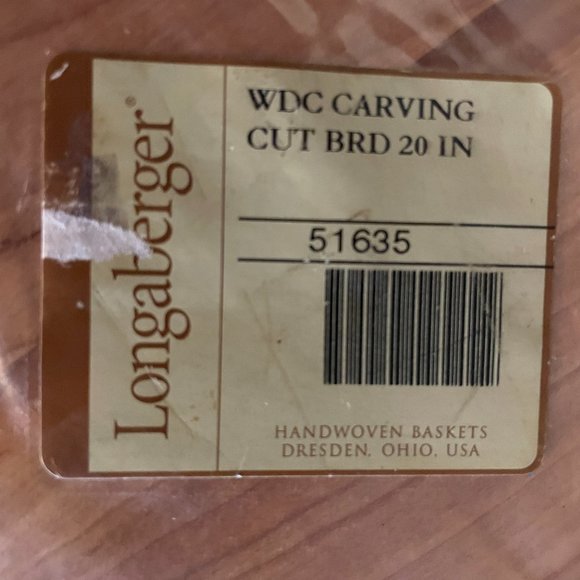 Longaberger®
WDC CARVING
CUT BRD 20 IN
51635
HANDWOVEN BASKETS
DRESDEN, OHIO, USA